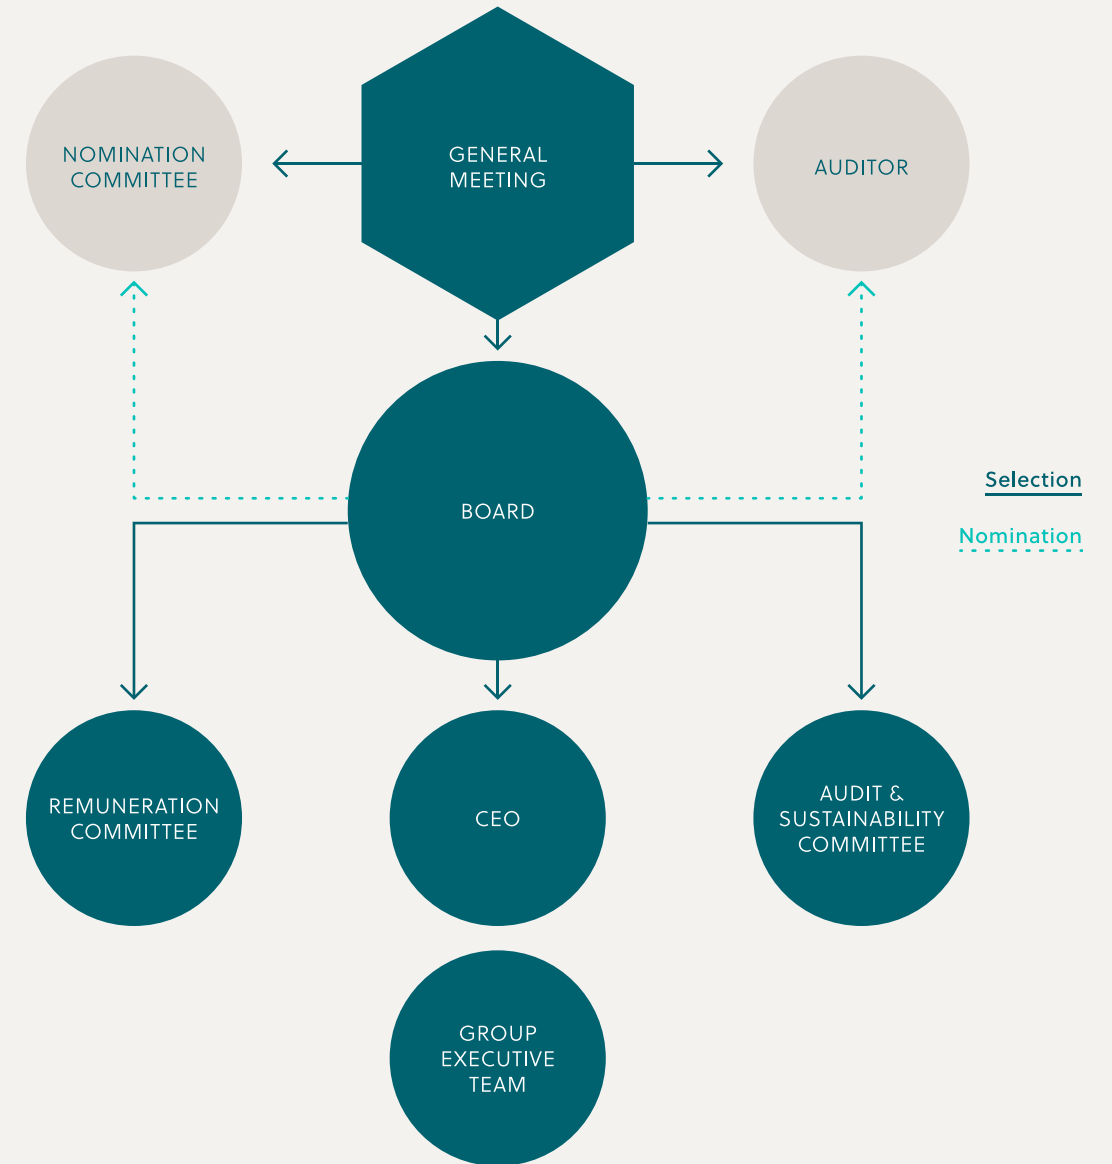 NOMINATION
COMMITTEE
GENERAL
MEETING
AUDITOR
BOARD
Selection
Nomination
REMUNERATION
COMMITTEE
CEO
AUDIT &
SUSTAINABILITY
COMMITTEE
GROUP
EXECUTIVE
TEAM